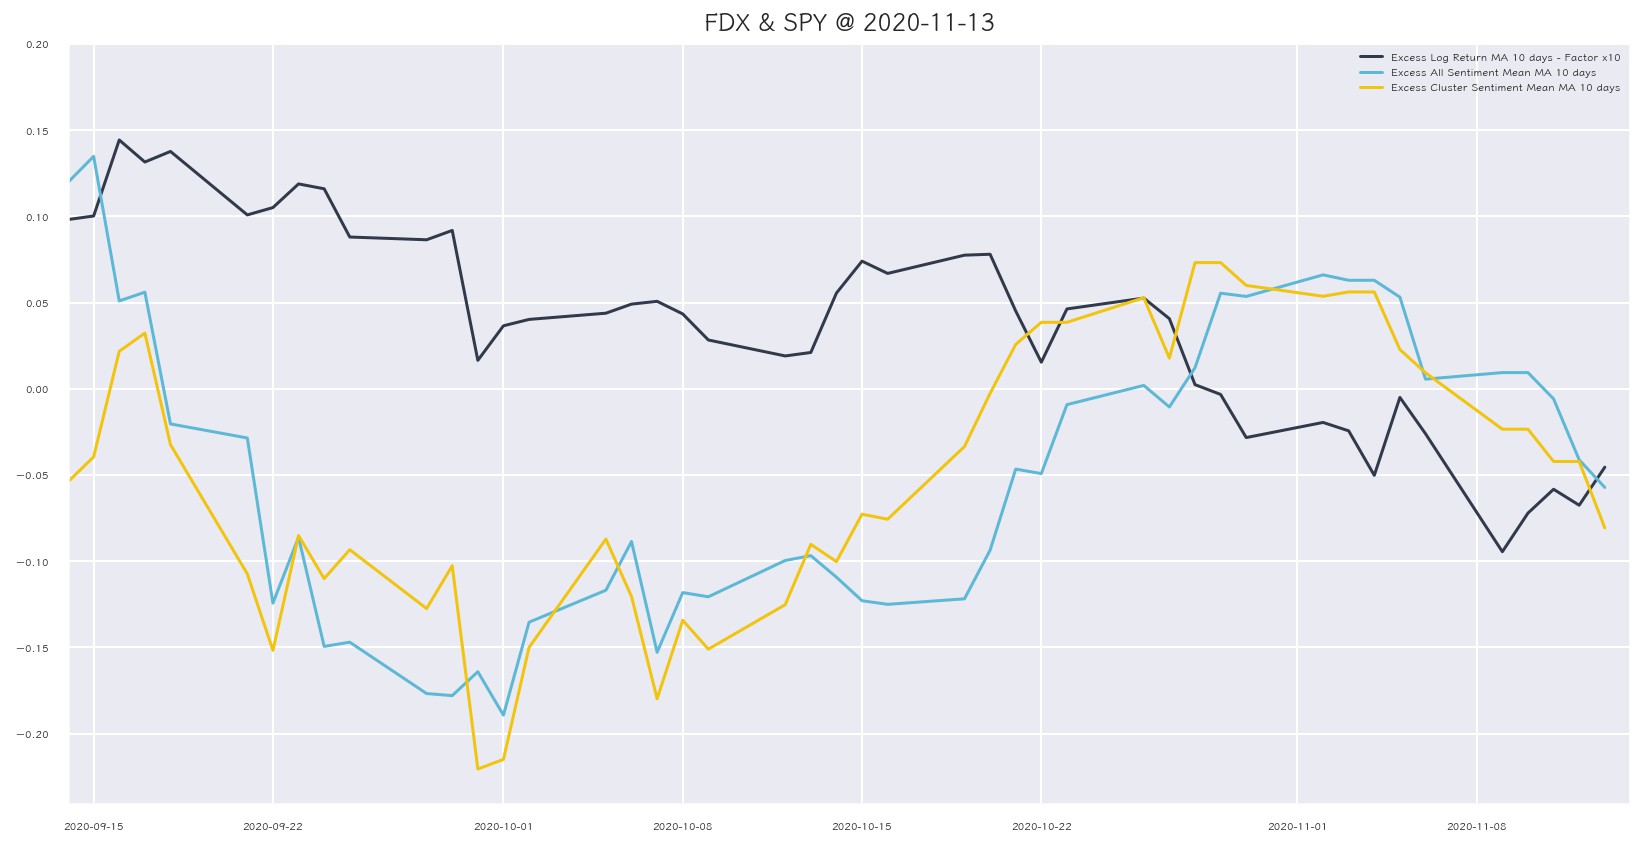 FDX & SPY @ 2020-11-13
Excess Log Return MA 10 days - Factor x10
Excess All Sentiment Mean MA 10 days
Excess Cluster Sentiment Mean MA 10 days
0.20
0.15
0.10
0.05
0.00
−0.05
−0.10
−0.15
−0.20
2020-09-15 2020-09-22 2020-10-01 2020-10-08 2020-10-15 2020-10-22 2020-11-01 2020-11-08